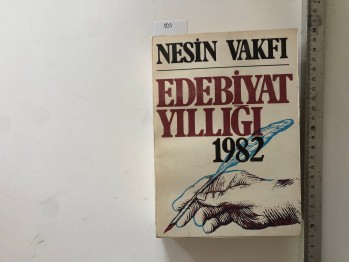 NESİN VAKFI
EDEBİYAT
YILLIĞI
1982